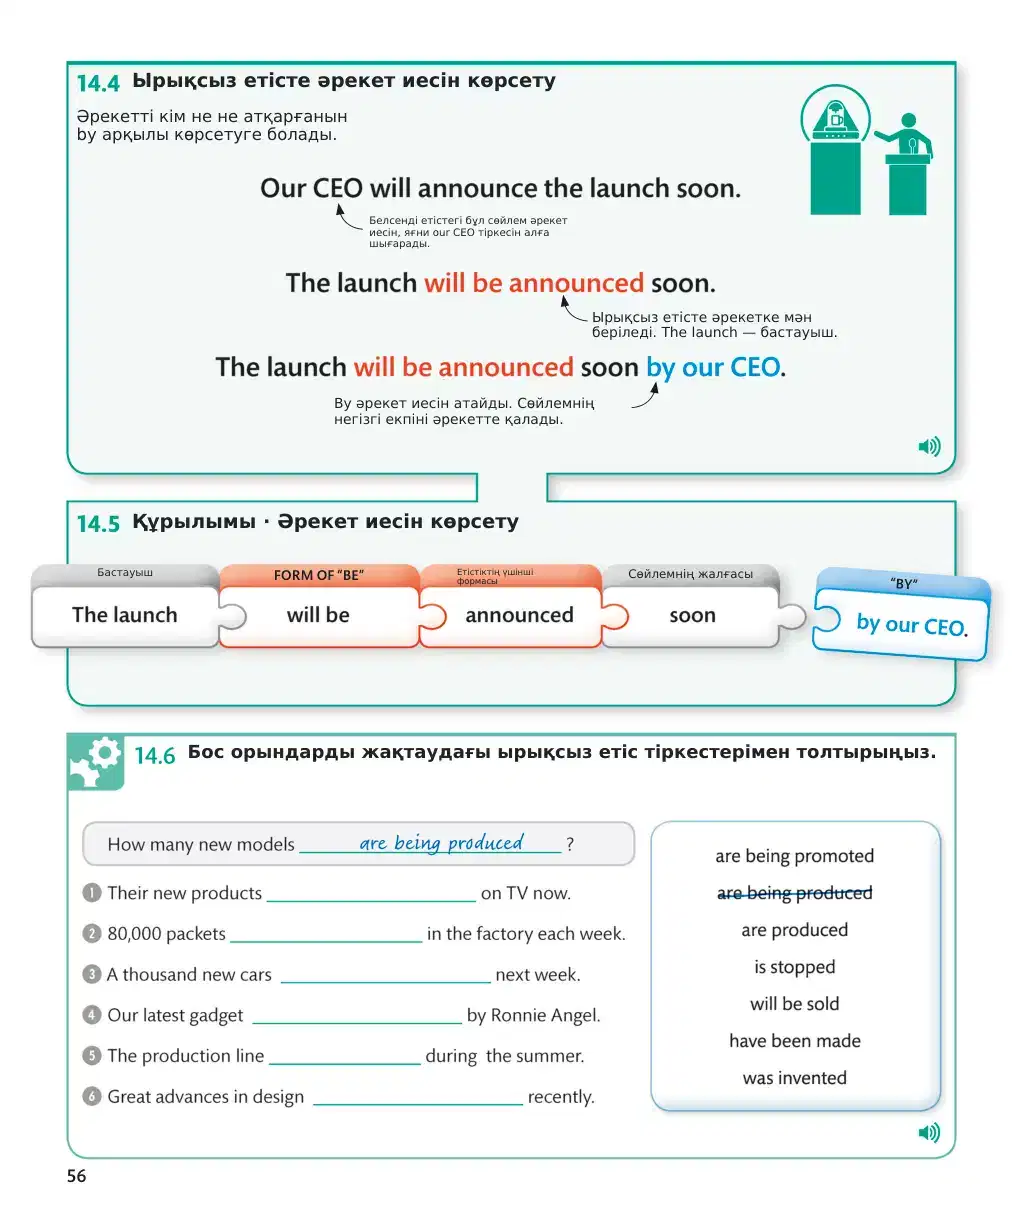 14.4 Ырықсыз етісте әрекет иесін көрсету
Әрекетті кім не не атқарғанын
by арқылы көрсетуге болады.
Our CEO will announce the launch soon.
Белсенді етістегі бұл сөйлем әрекет
иесін, яғни our CEO тіркесін алға
шығарады.
The launch will be announced soon.
Ырықсыз етісте әрекетке мән
беріледі. The launch — бастауыш.
The launch will be announced soon by our CEO.
By әрекет иесін атайды. Сөйлемнің
негізгі екпіні әрекетте қалады.
14.5 Құрылымы · Әрекет иесін көрсету
Бастауыш
FORM OF "BE"
Етістіктің үшінші
формасы
Сөйлемнің жалғасы
"BY"
The launch will be announced soon by our CEO.
14.6 Бос орындарды жақтаудағы ырықсыз етіс тіркестерімен толтырыңыз.
How many new models are being produced ?
1 Their new products on TV now.
2 80,000 packets in the factory each week.
3 A thousand new cars next week.
4 Our latest gadget by Ronnie Angel.
5 The production line during the summer.
6 Great advances in design recently.
are being promoted
are being produced
are produced
is stopped
will be sold
have been made
was invented
56